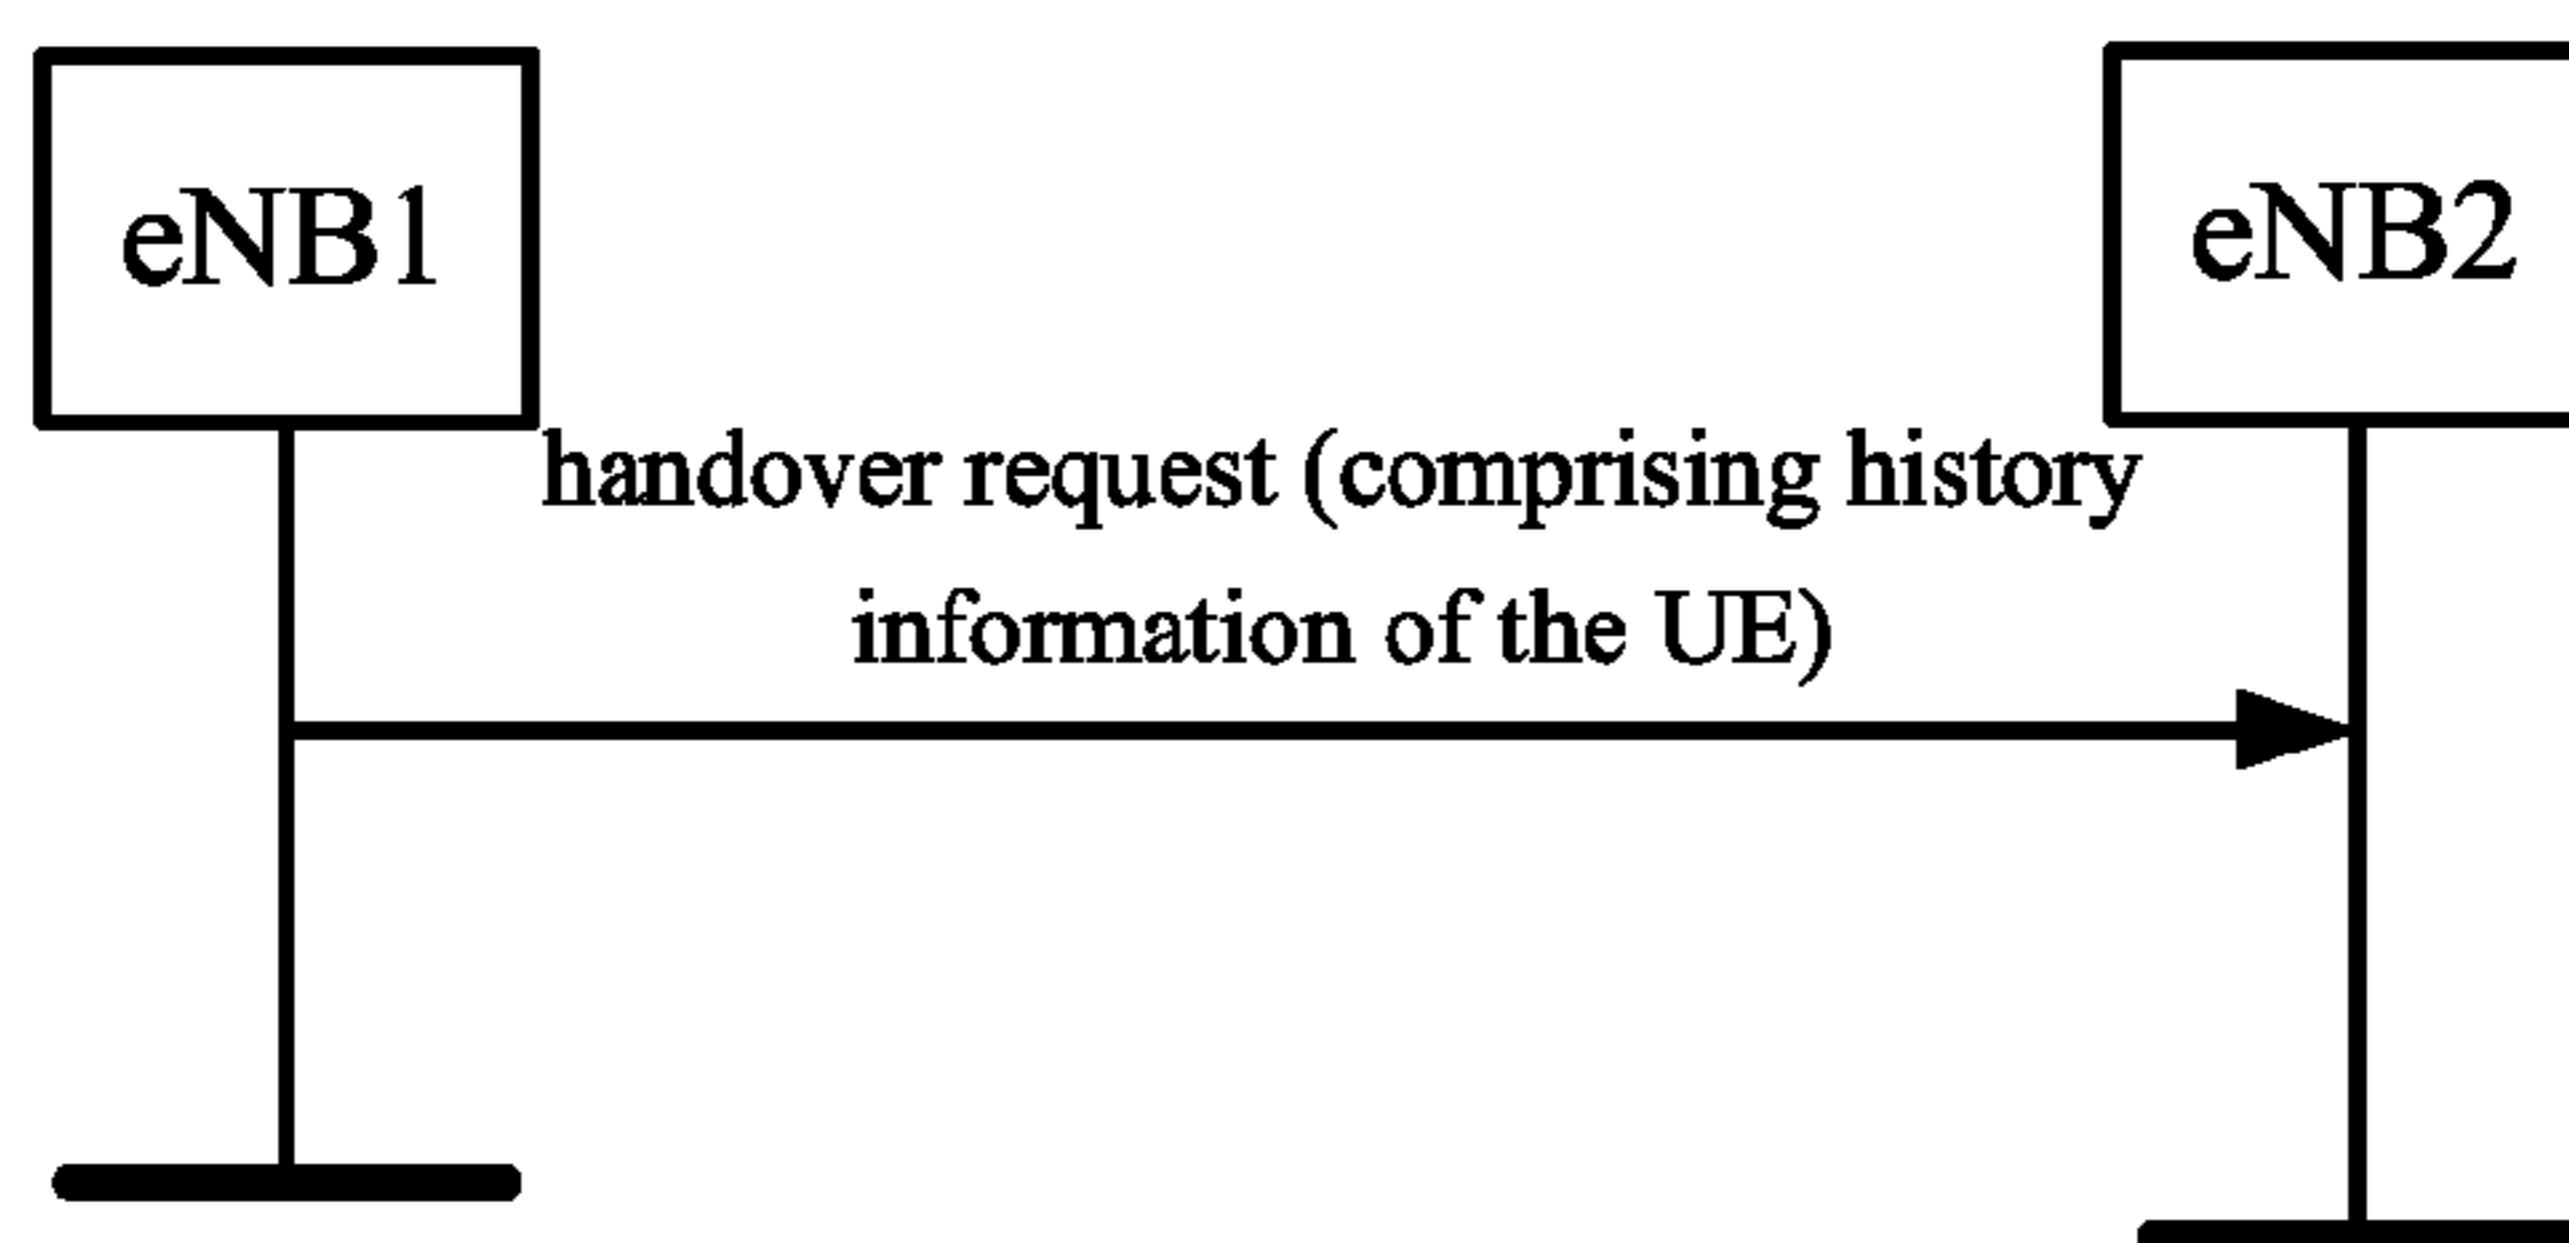 eNB1
eNB2
handover request (comprising history
information of the UE)